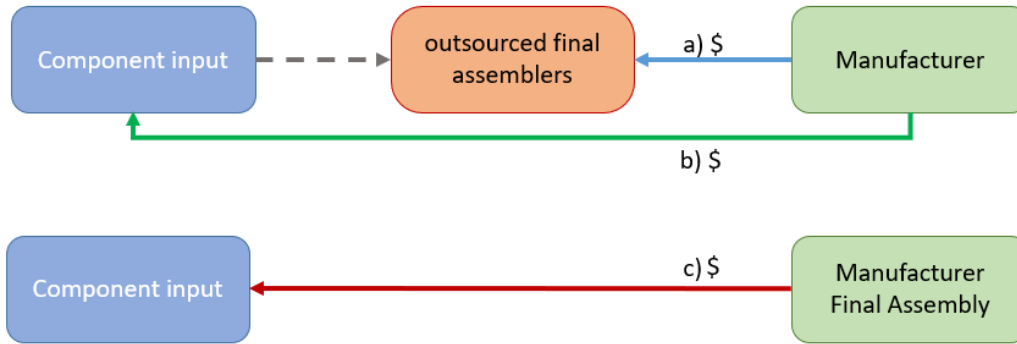 Component input
outsourced final
assemblers
a) $
Manufacturer
b) $
Component input
c) $
Manufacturer
Final Assembly